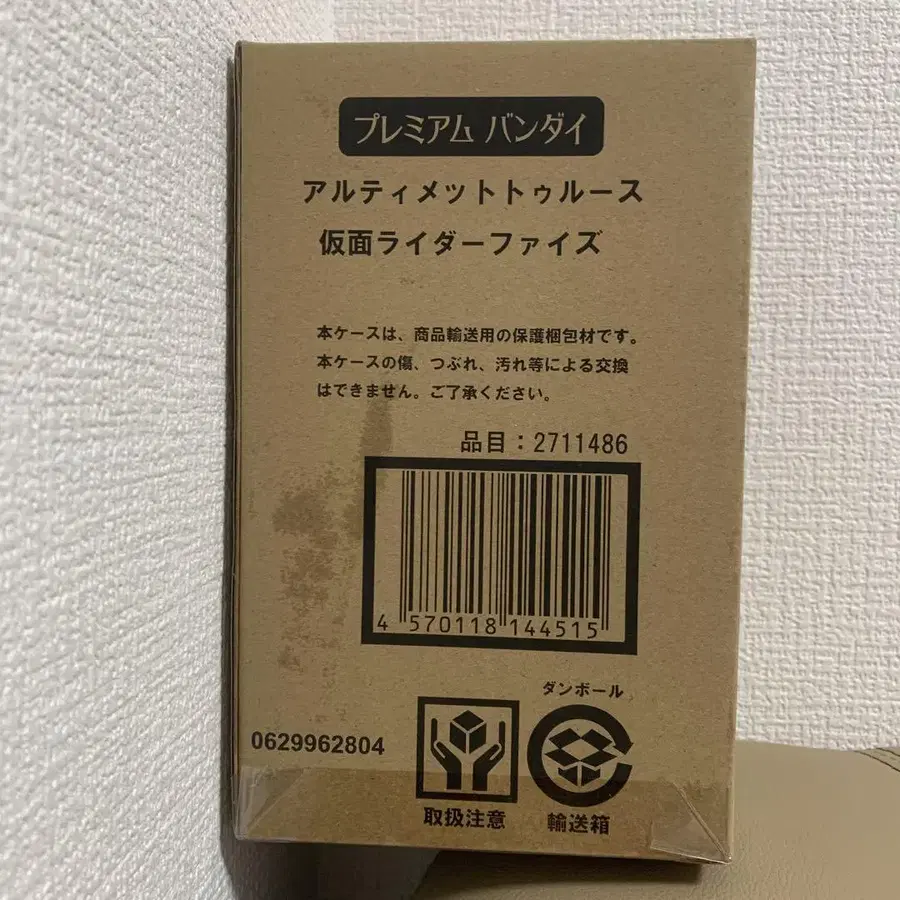 プレミアム バンダイ
アルティメットトゥルース
仮面ライダーファイズ
本ケースは、商品輸送用の保護梱包材です。
本ケースの傷、つぶれ、汚れ等による交換
はできません。ご了承ください。
品目：2711486
4 570118 144515
ダンボール
0629962804
取扱注意 輸送箱